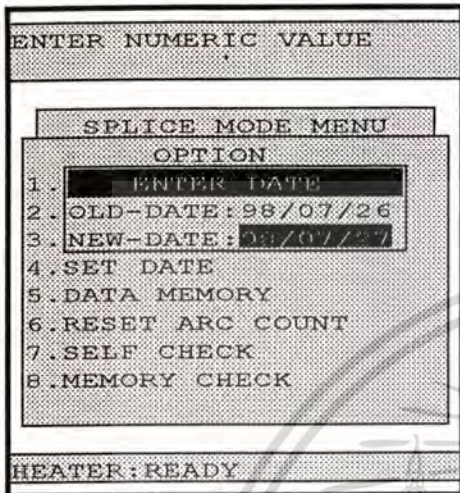 ENTER NUMERIC VALUE
SPLICE MODE MENU
OPTION
1.
ENTER DATE
2.
OLD-DATE:98/07/26
3.
NEW-DATE:98/07/27
4.SET DATE
5.DATA MEMORY
6.RESET ARC COUNT
7.SELF CHECK
8.MEMORY CHECK
HEATER:READY